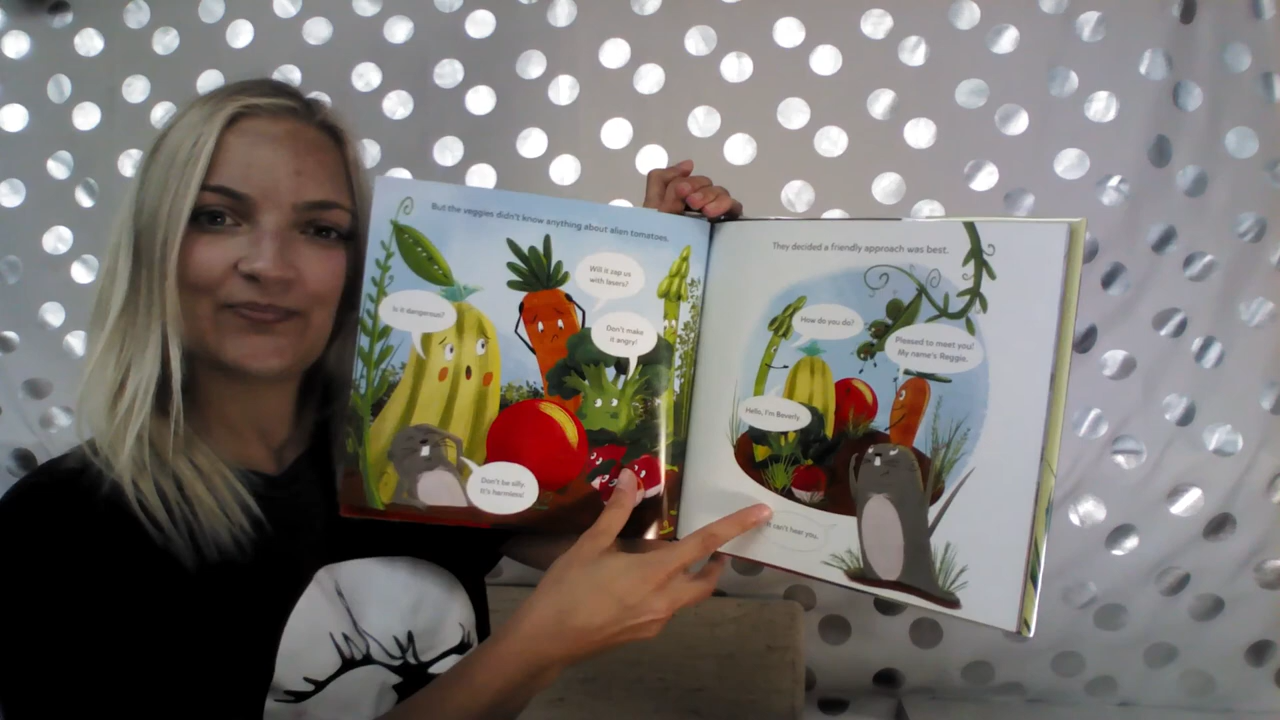 But the veggies didn't know anything about alien tomatoes.
Will it zap us
with lasers?
Is it dangerous?
Don't make
it angry!
Don't be silly.
It's harmless!
They decided a friendly approach was best.
How do you do?
Pleased to meet you!
My name's Reggie.
Hello, I'm Beverly.
can't hear you.